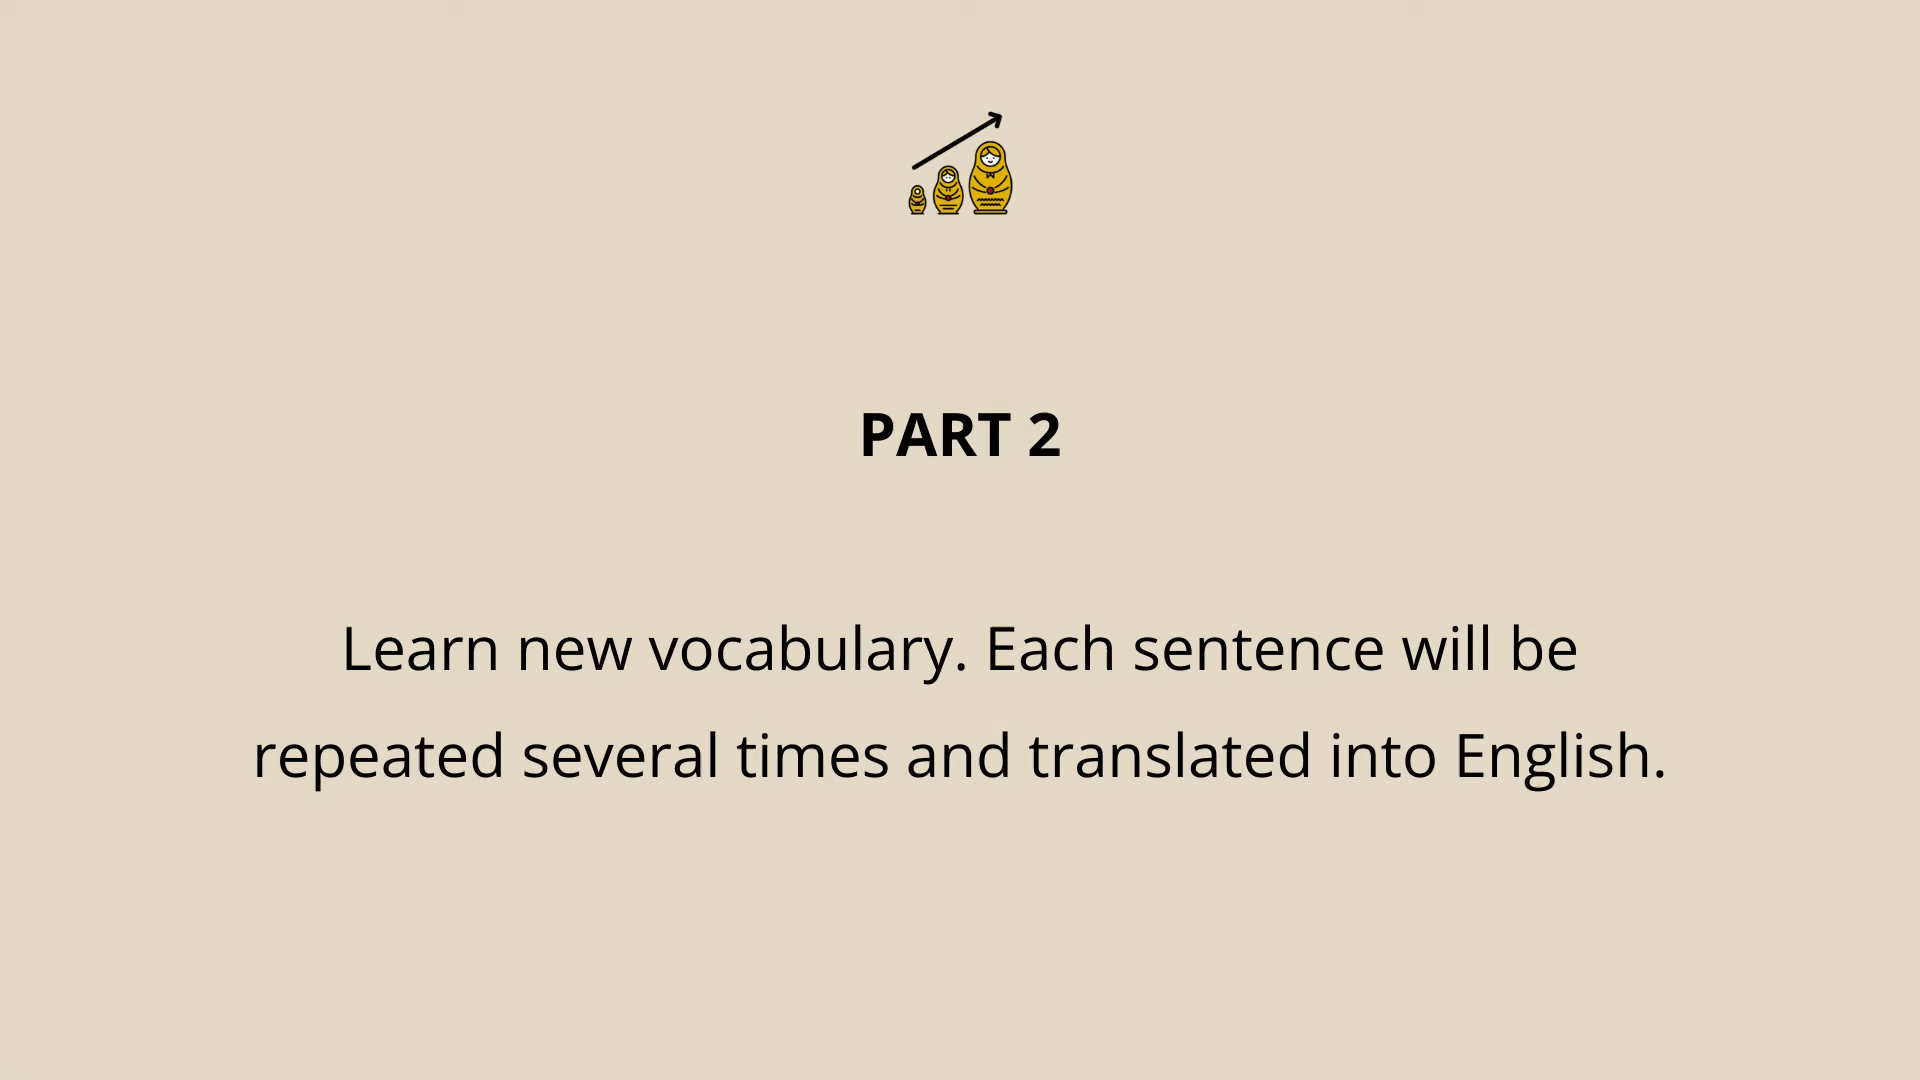 PART 2
Learn new vocabulary. Each sentence will be
repeated several times and translated into English.